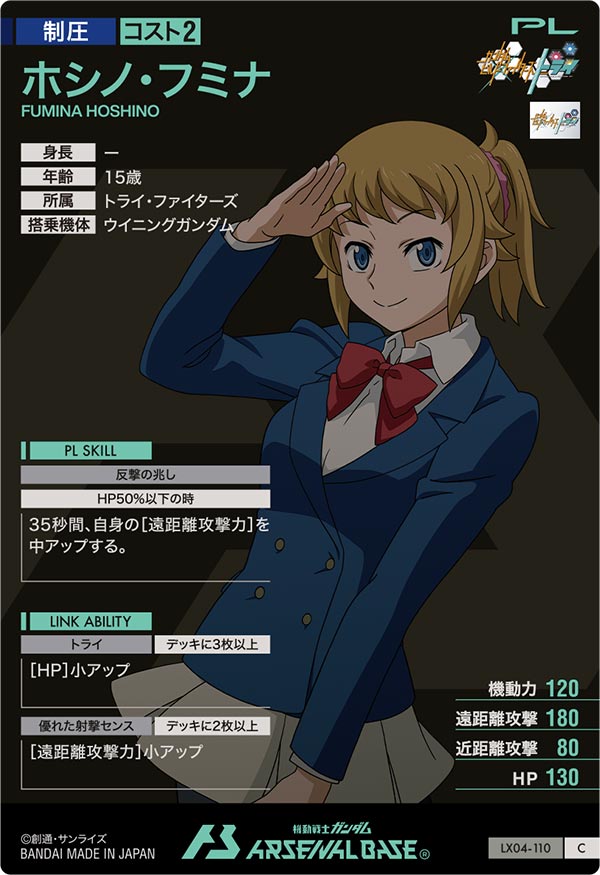 制圧 コスト2
PL
ホシノ・フミナ
FUMINA HOSHINO
トライ
身長 ー
年齢 15歳
所属 トライ・ファイターズ
搭乗機体 ウイニングガンダム
PL SKILL
反撃の兆し
HP50%以下の時
35秒間、自身の[遠距離攻撃力]を
中アップする。
LINK ABILITY
トライ デッキに3枚以上
[HP]小アップ
優れた射撃センス デッキに2枚以上
[遠距離攻撃力]小アップ
機動力 120
遠距離攻撃 180
近距離攻撃 80
HP 130
©創通・サンライズ
BANDAI MADE IN JAPAN
機動戦士ガンダム
ARSENAL BASE®
LX04-110 C